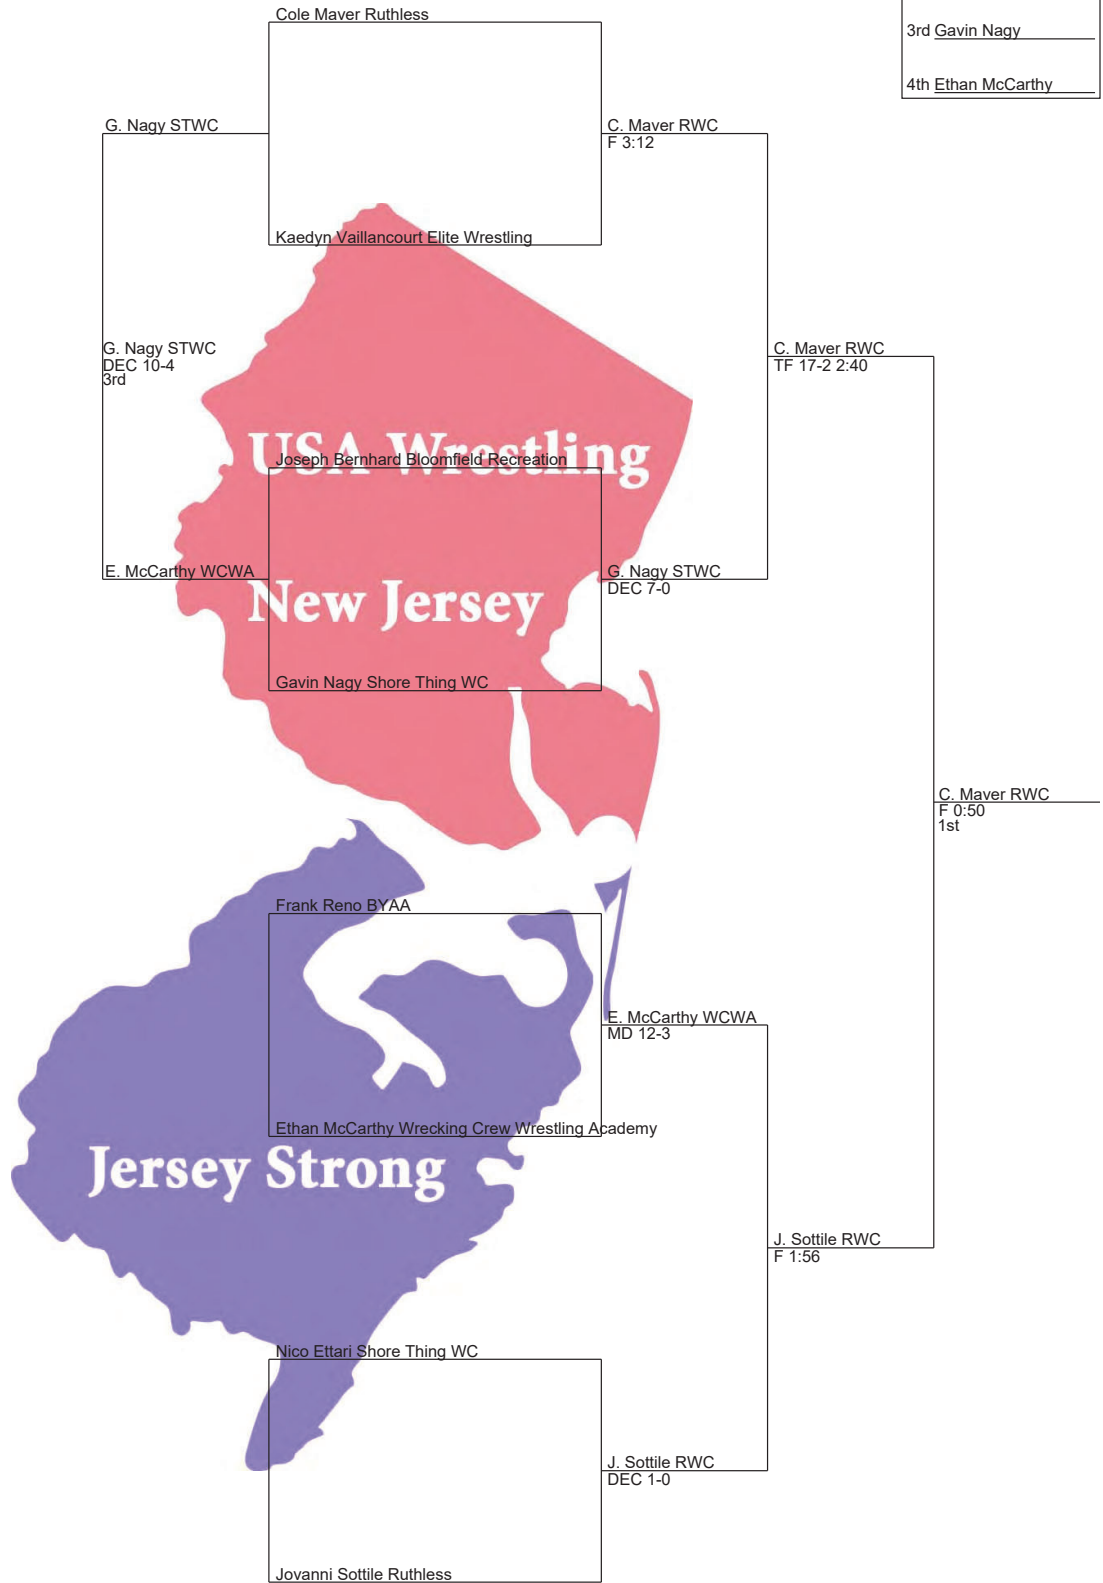 Cole Maver Ruthless
3rd Gavin Nagy
4th Ethan McCarthy
G. Nagy STWC
C. Maver RWC
F 3:12
Kaedyn Vaillancourt Elite Wrestling
G. Nagy STWC
DEC 10-4
3rd
C. Maver RWC
TF 17-2 2:40
USA Wrestling
Joseph Bernhard Bloomfield Recreation
E. McCarthy WCWA
G. Nagy STWC
DEC 7-0
New Jersey
Gavin Nagy Shore Thing WC
C. Maver RWC
F 0:50
1st
Frank Reno BYAA
E. McCarthy WCWA
MD 12-3
Ethan McCarthy Wrecking Crew Wrestling Academy
Jersey Strong
J. Sottile RWC
F 1:56
Nico Ettari Shore Thing WC
J. Sottile RWC
DEC 1-0
Jovanni Sottile Ruthless